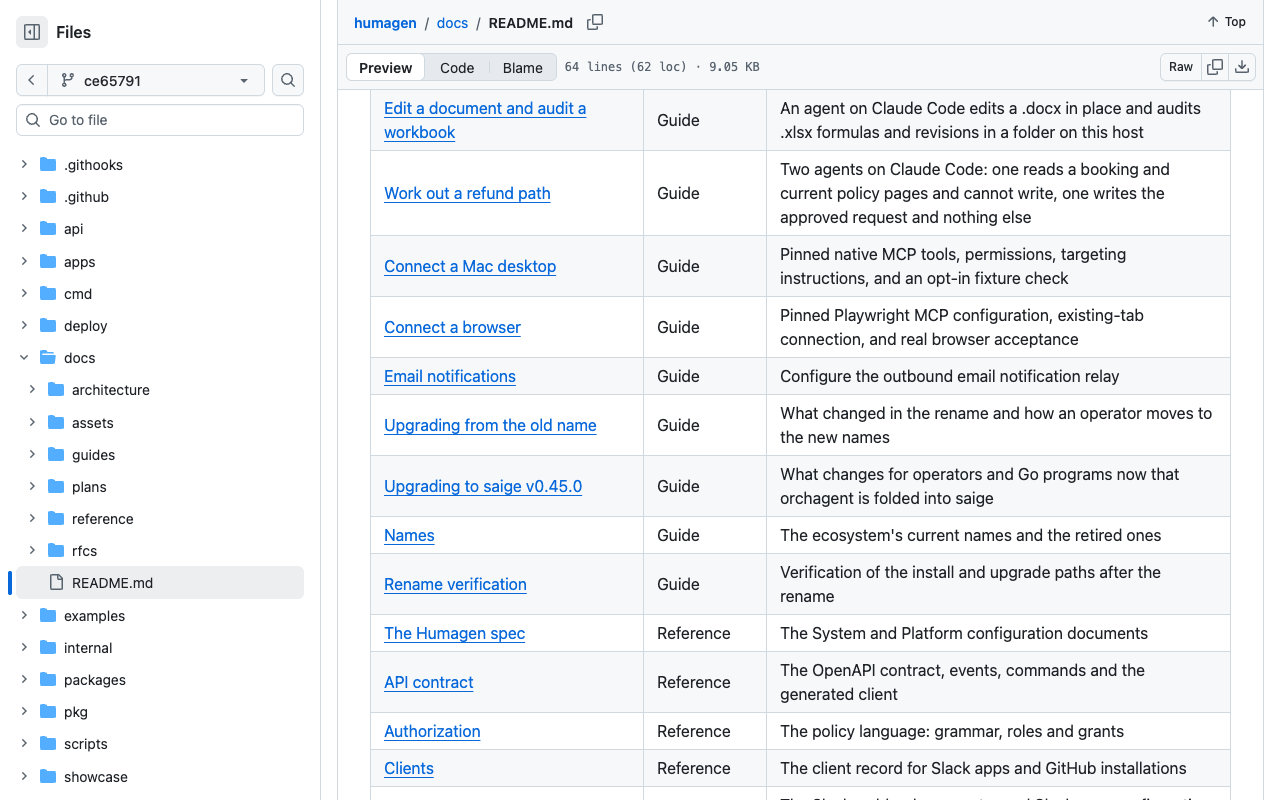 Files
humagen / docs / README.md
Top
ce65791
Preview Code Blame 64 lines (62 loc) · 9.05 KB
Raw
Go to file
.githooks
.github
api
apps
cmd
deploy
docs
architecture
assets
guides
plans
reference
rfcs
README.md
examples
internal
packages
pkg
scripts
showcase
Edit a document and audit a
workbook
Guide
An agent on Claude Code edits a .docx in place and audits
.xlsx formulas and revisions in a folder on this host
Work out a refund path
Guide
Two agents on Claude Code: one reads a booking and
current policy pages and cannot write, one writes the
approved request and nothing else
Connect a Mac desktop
Guide
Pinned native MCP tools, permissions, targeting
instructions, and an opt-in fixture check
Connect a browser
Guide
Pinned Playwright MCP configuration, existing-tab
connection, and real browser acceptance
Email notifications
Guide
Configure the outbound email notification relay
Upgrading from the old name
Guide
What changed in the rename and how an operator moves to
the new names
Upgrading to saige v0.45.0
Guide
What changes for operators and Go programs now that
orchagent is folded into saige
Names
Guide
The ecosystem's current names and the retired ones
Rename verification
Guide
Verification of the install and upgrade paths after the
rename
The Humagen spec
Reference
The System and Platform configuration documents
API contract
Reference
The OpenAPI contract, events, commands and the
generated client
Authorization
Reference
The policy language: grammar, roles and grants
Clients
Reference
The client record for Slack apps and GitHub installations